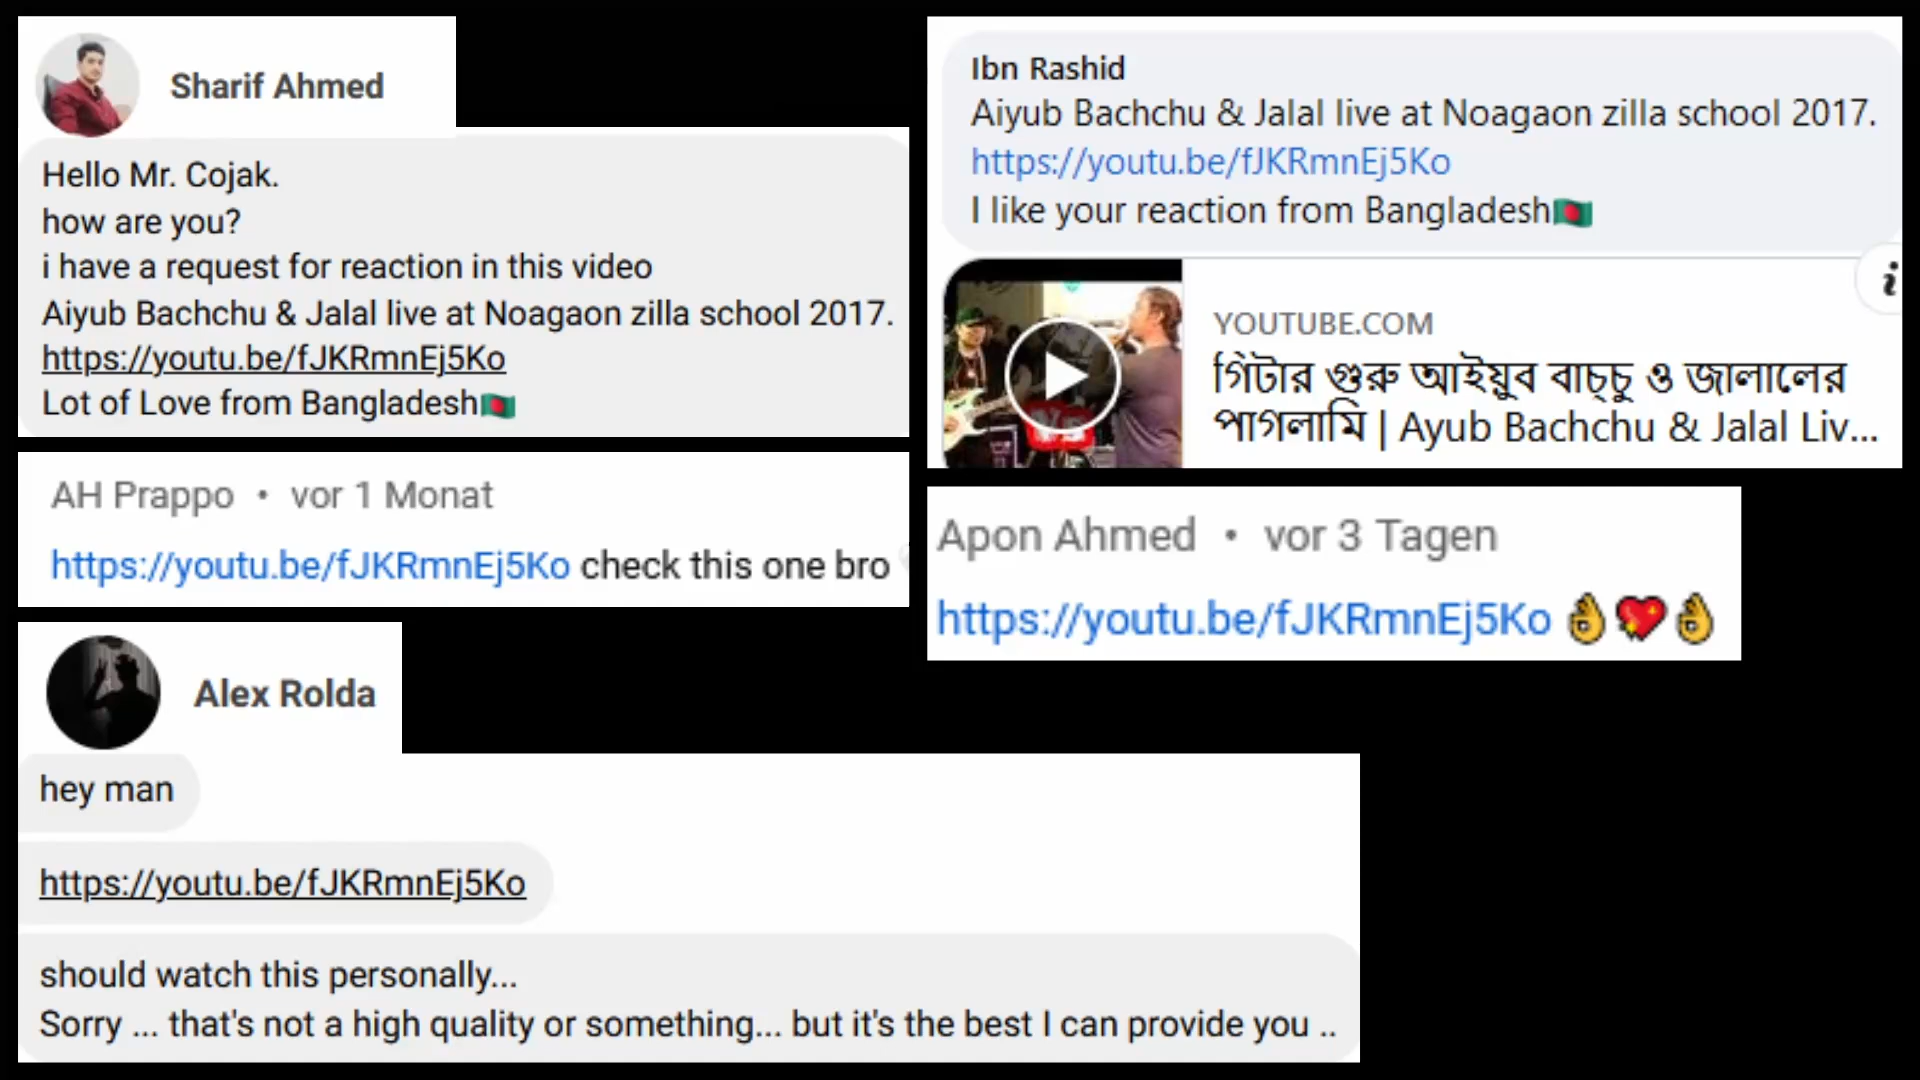 Sharif Ahmed
Hello Mr. Cojak.
how are you?
i have a request for reaction in this video
Aiyub Bachchu & Jalal live at Noagaon zilla school 2017.
https://youtu.be/fJKRmnEj5Ko
Lot of Love from Bangladesh🇧🇩
AH Prappo • vor 1 Monat
https://youtu.be/fJKRmnEj5Ko check this one bro
Alex Rolda
hey man
https://youtu.be/fJKRmnEj5Ko
should watch this personally...
Sorry ... that's not a high quality or something... but it's the best I can provide you ..
Ibn Rashid
Aiyub Bachchu & Jalal live at Noagaon zilla school 2017.
https://youtu.be/fJKRmnEj5Ko
I like your reaction from Bangladesh🇧🇩
YOUTUBE.COM
গিটার গুরু আইয়ুব বাচ্চু ও জালালের
পাগলামি | Ayub Bachchu & Jalal Liv...
Apon Ahmed • vor 3 Tagen
https://youtu.be/fJKRmnEj5Ko 👌💖👌